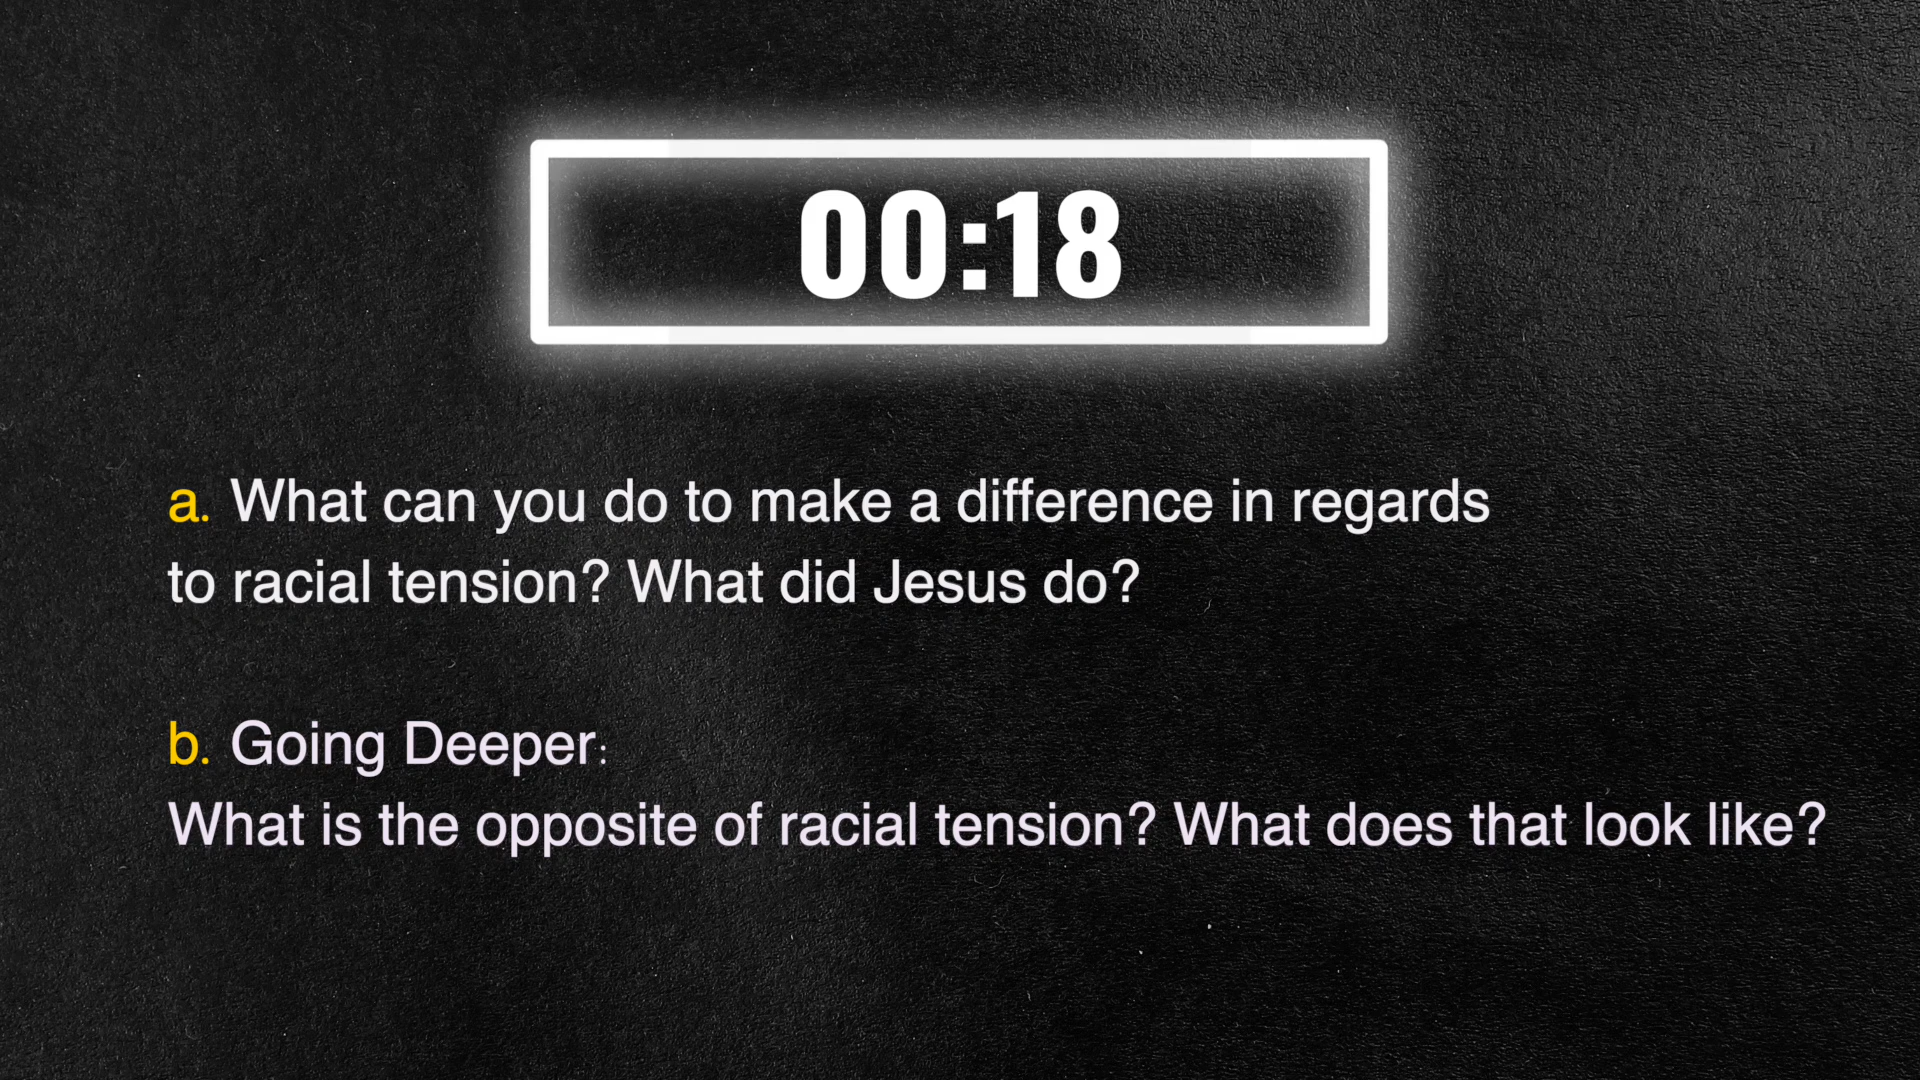 00:18
a. What can you do to make a difference in regards
to racial tension? What did Jesus do?
b. Going Deeper:
What is the opposite of racial tension? What does that look like?